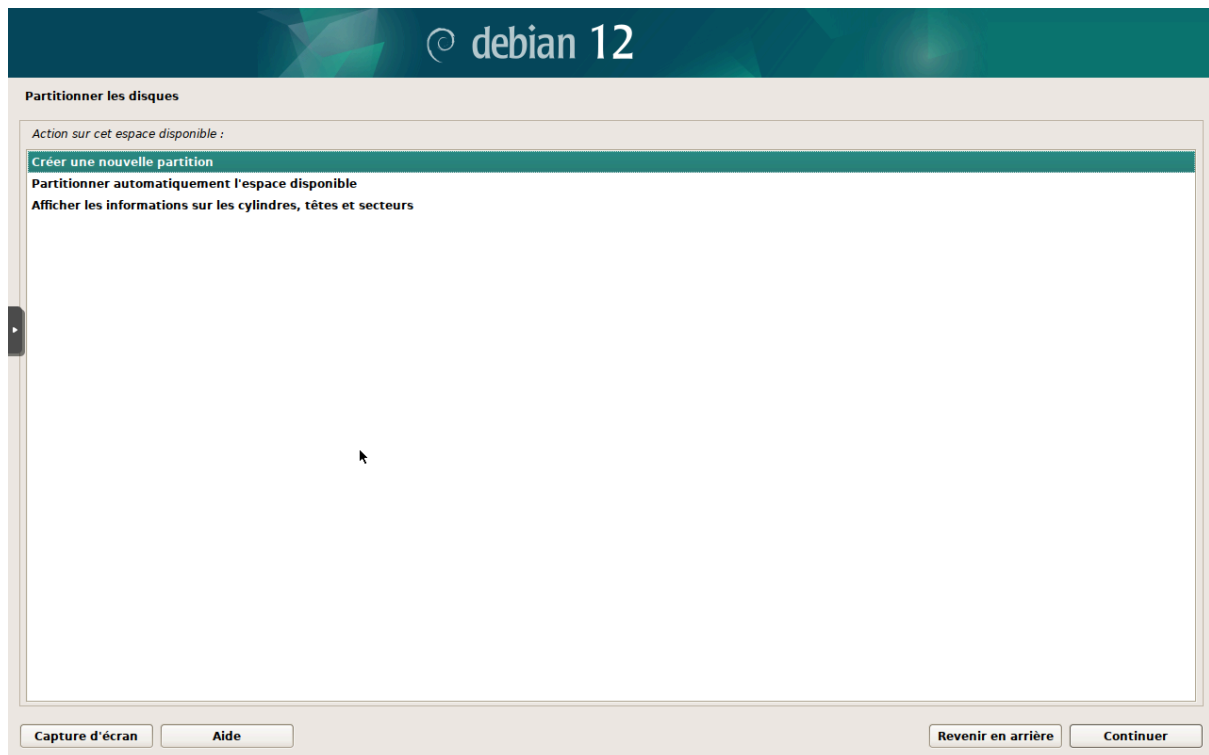 debian 12
Partitionner les disques
Action sur cet espace disponible :
Créer une nouvelle partition
Partitionner automatiquement l'espace disponible
Afficher les informations sur les cylindres, têtes et secteurs
Capture d'écran
Aide
Revenir en arrière
Continuer